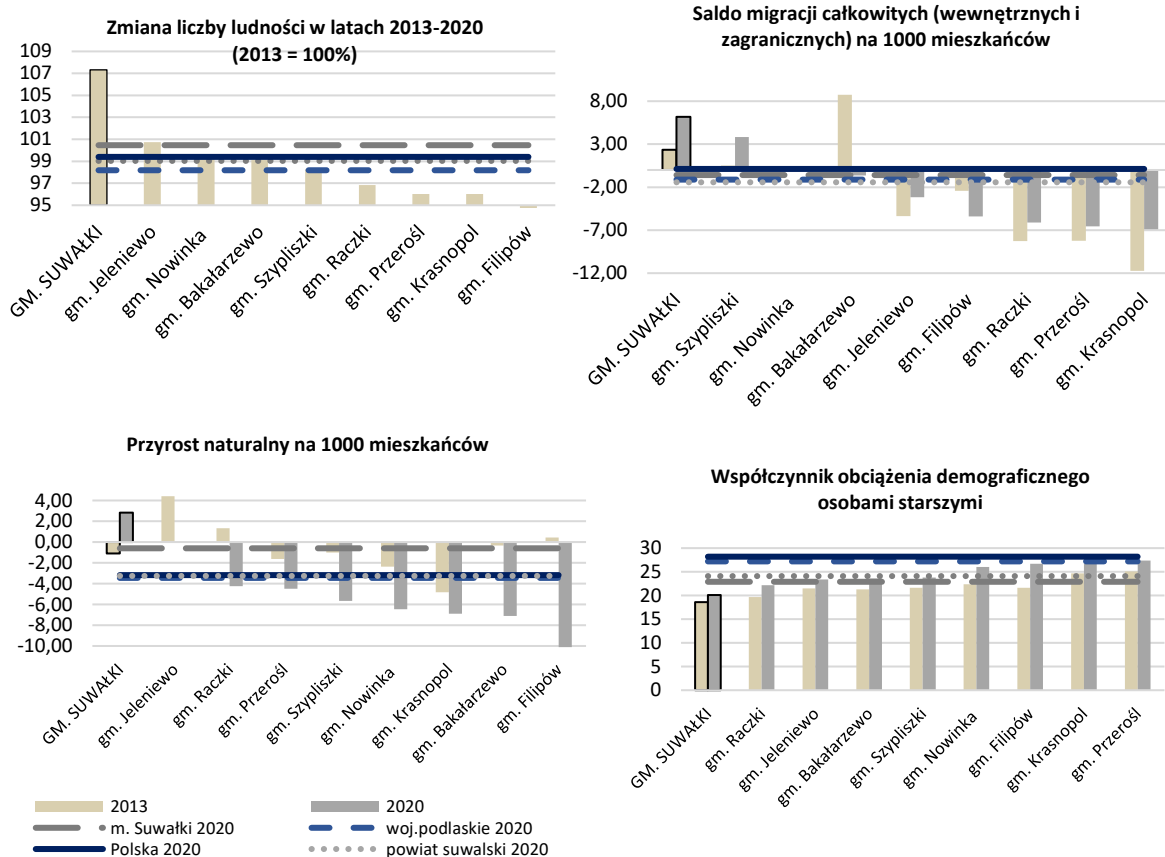 Zmiana liczby ludności w latach 2013-2020
(2013 = 100%)
109
107
105
103
101
99
97
95
GM. SUWAŁKI
gm. Jeleniewo
gm. Nowinka
gm. Bakałarzewo
gm. Szypliszki
gm. Raczki
gm. Przerośl
gm. Krasnopol
gm. Filipów
Saldo migracji całkowitych (wewnętrznych i
zagranicznych) na 1000 mieszkańców
8,00
3,00
-2,00
-7,00
-12,00
GM. SUWAŁKI
gm. Szypliszki
gm. Nowinka
gm. Bakałarzewo
gm. Jeleniewo
gm. Filipów
gm. Raczki
gm. Przerośl
gm. Krasnopol
Przyrost naturalny na 1000 mieszkańców
4,00
2,00
0,00
-2,00
-4,00
-6,00
-8,00
-10,00
GM. SUWAŁKI
gm. Jeleniewo
gm. Raczki
gm. Przerośl
gm. Szypliszki
gm. Nowinka
gm. Krasnopol
gm. Bakałarzewo
gm. Filipów
Współczynnik obciążenia demograficznego
osobami starszymi
30
25
20
15
10
5
0
GM. SUWAŁKI
gm. Raczki
gm. Jeleniewo
gm. Bakałarzewo
gm. Szypliszki
gm. Nowinka
gm. Filipów
gm. Krasnopol
gm. Przerośl
2013
2020
m. Suwałki 2020
woj.podlaskie 2020
Polska 2020
powiat suwalski 2020